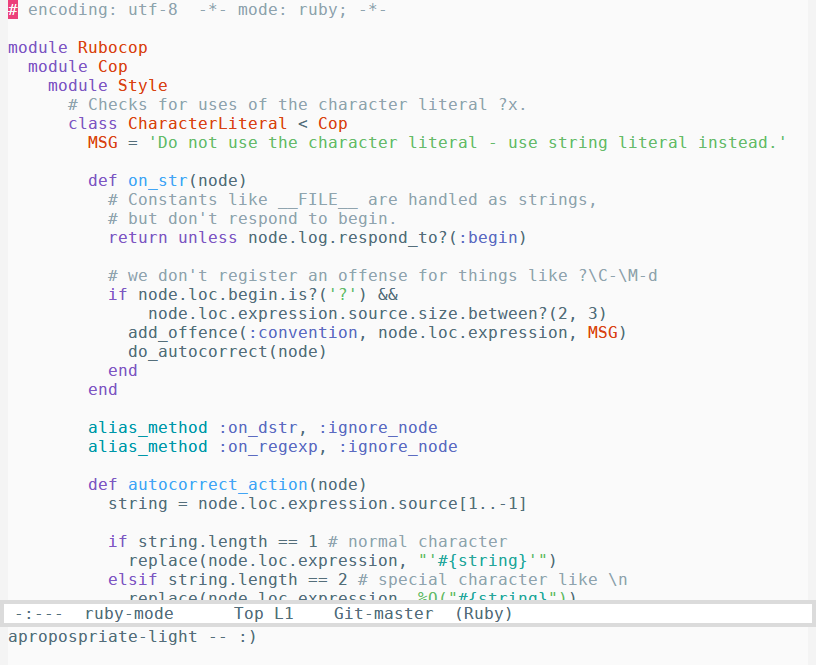 # encoding: utf-8  -*- mode: ruby; -*-

module Rubocop
  module Cop
    module Style
      # Checks for uses of the character literal ?x.
      class CharacterLiteral < Cop
        MSG = 'Do not use the character literal - use string literal instead.'

        def on_str(node)
          # Constants like __FILE__ are handled as strings,
          # but don't respond to begin.
          return unless node.log.respond_to?(:begin)

          # we don't register an offense for things like ?\C-\M-d
          if node.loc.begin.is?('?') &&
              node.loc.expression.source.size.between?(2, 3)
            add_offence(:convention, node.loc.expression, MSG)
            do_autocorrect(node)
          end
        end

        alias_method :on_dstr, :ignore_node
        alias_method :on_regexp, :ignore_node

        def autocorrect_action(node)
          string = node.loc.expression.source[1..-1]

          if string.length == 1 # normal character
            replace(node.loc.expression, "'#{string}'")
          elsif string.length == 2 # special character like \n
            replace(node.loc.expression, %Q("#{string}"))
-:---  ruby-mode      Top L1    Git-master  (Ruby)
apropospriate-light -- :)